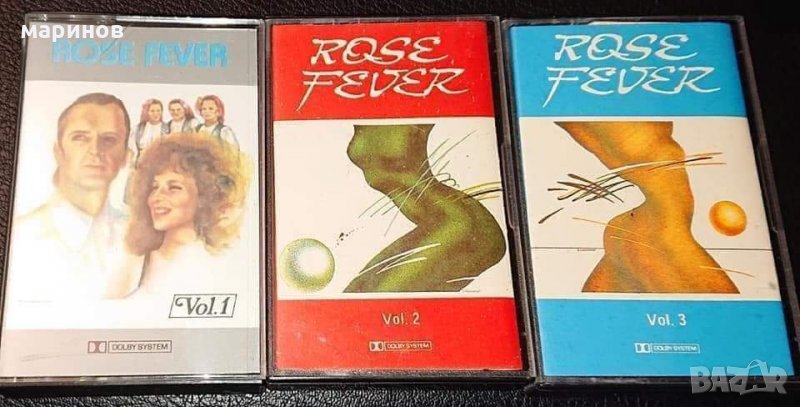 маринов
ROSE FEVER
Vol.1
DOLBY SYSTEM
ROSE
FEVER
Vol. 2
DOLBY SYSTEM
ROSE
FEVER
Vol. 3
DOLBY SYSTEM
BAZAR